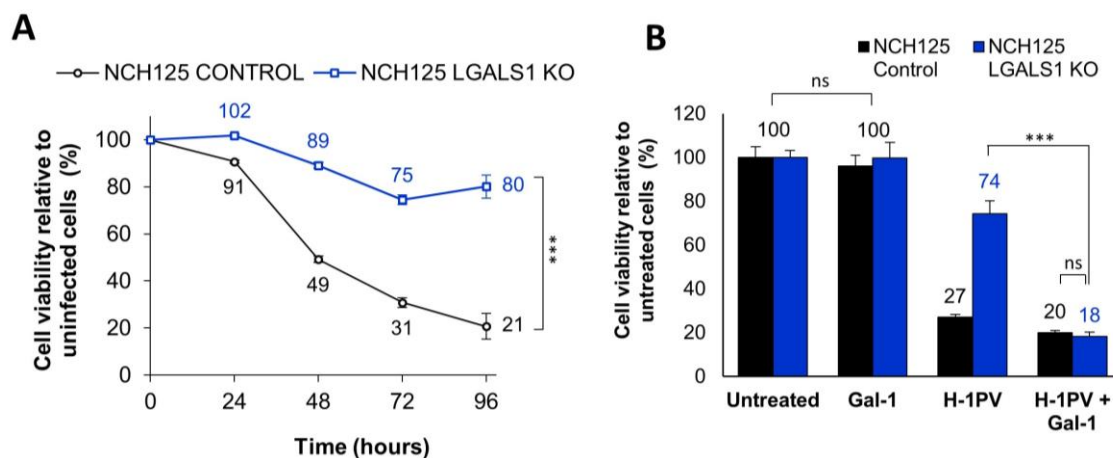 A
NCH125 CONTROL NCH125 LGALS1 KO
Cell viability relative to
uninfected cells (%)
100
80
60
40
20
0
102
89
75
80
91
49
31
21
***
0 24 48 72 96
Time (hours)
B
NCH125
Control
NCH125
LGALS1 KO
Cell viability relative to
untreated cells (%)
120
100
80
60
40
20
0
ns
100 100
***
74
27
ns
20 18
Untreated Gal-1 H-1PV H-1PV +
Gal-1